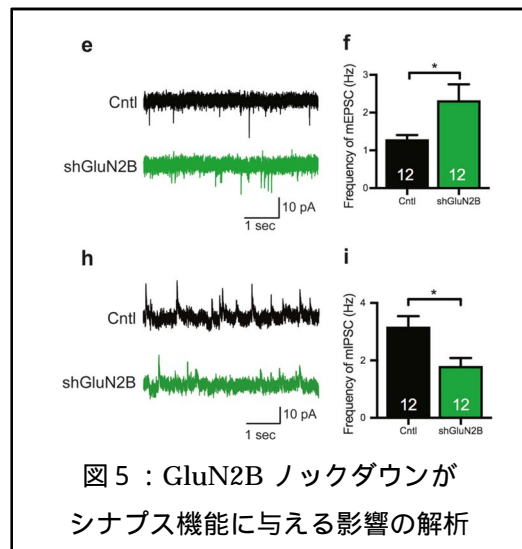 e
Cntl
shGluN2B
10 pA
1 sec
f
Frequency of mEPSC (Hz)
3
2
1
0
*
12
12
Cntl
shGluN2B
h
Cntl
shGluN2B
10 pA
1 sec
i
Frequency of mIPSC (Hz)
4
2
0
*
12
12
Cntl
shGluN2B
図5：GluN2B ノックダウンが
シナプス機能に与える影響の解析